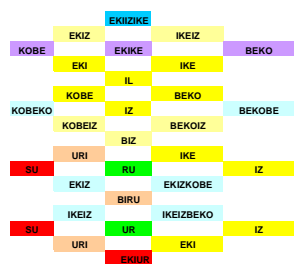 EKIIZIKE
EKIZ IKEIZ
KOBE EKIKE BEKO
EKI IKE
IL
KOBE BEKO
KOBEKO IZ BEKOBE
KOBEIZ BEKOIZ
BIZ
URI IKE
SU RU IZ
EKIZ EKIZKOBE
BIRU
IKEIZ IKEIZBEKO
SU UR IZ
URI EKI
EKIUR